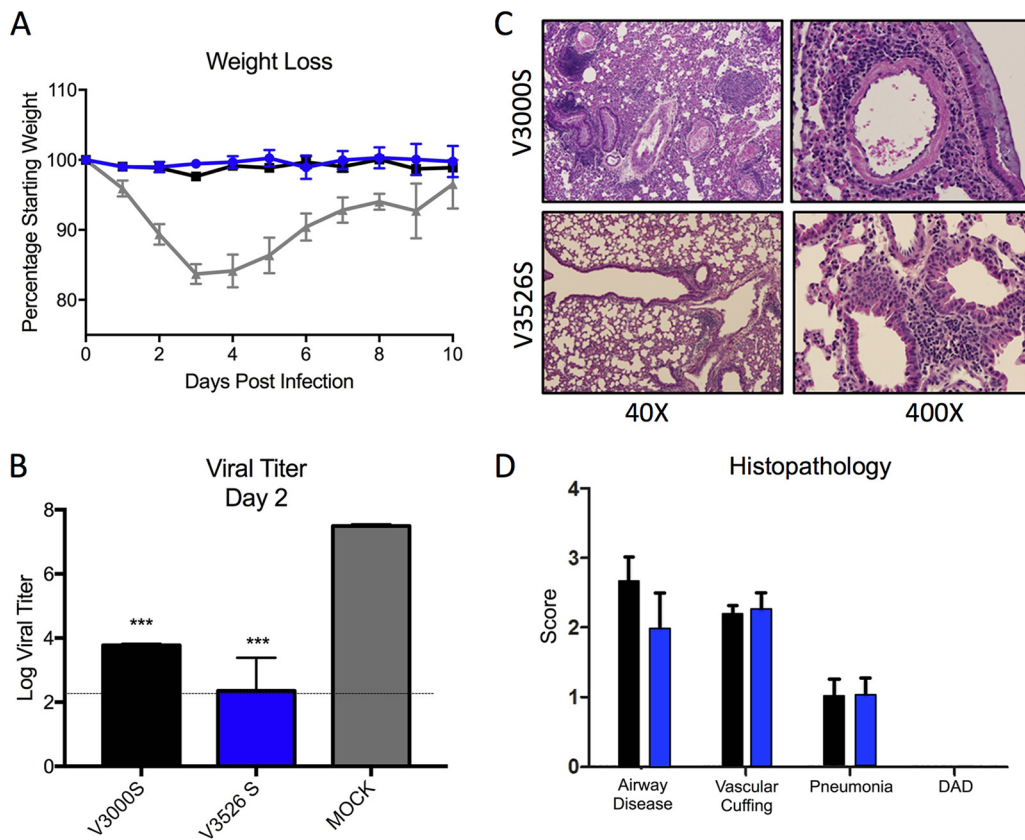 A
Weight Loss
110
100
90
80
Percentage Starting Weight
0 2 4 6 8 10
Days Post Infection
C
V3000S
V3526S
40X 400X
B
Viral Titer
Day 2
8
6
4
2
0
Log Viral Titer
*** ***
V3000S V3526 S MOCK
D
Histopathology
4
3
2
1
0
Score
Airway Vascular Pneumonia DAD
Disease Cuffing